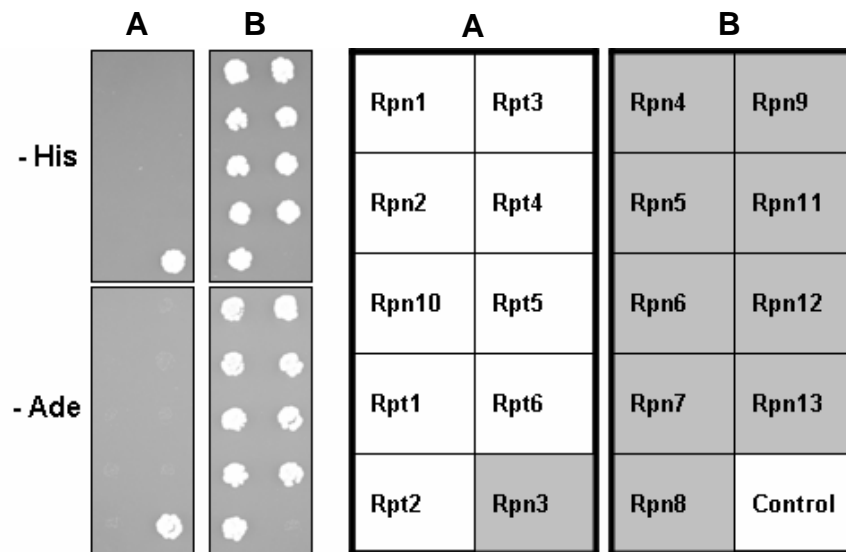 A B A B
- His
- Ade
Rpn1 Rpt3
Rpn2 Rpt4
Rpn10 Rpt5
Rpt1 Rpt6
Rpt2 Rpn3
Rpn4 Rpn9
Rpn5 Rpn11
Rpn6 Rpn12
Rpn7 Rpn13
Rpn8 Control